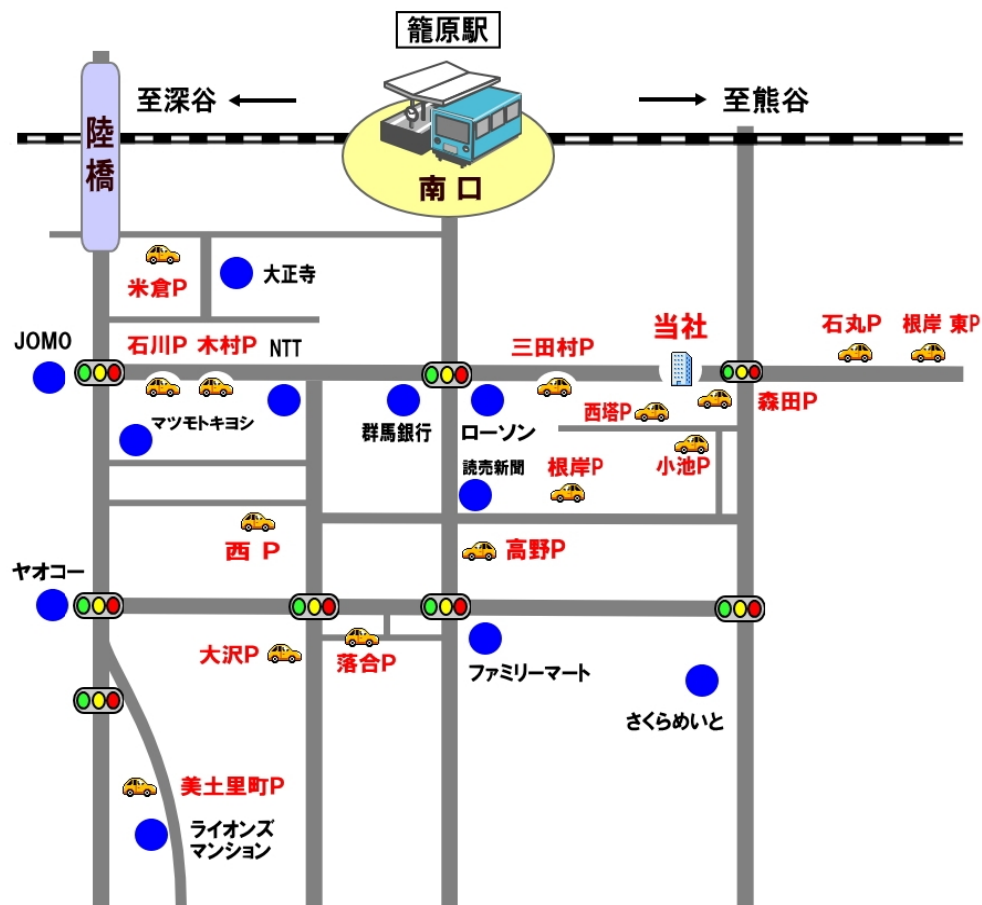 籠原駅
至深谷
至熊谷
陸橋
南口
米倉P
大正寺
JOMO
石川P
木村P
NTT
三田村P
当社
石丸P
根岸 東P
マツモトキヨシ
群馬銀行
ローソン
西塔P
森田P
読売新聞
根岸P
小池P
西 P
高野P
ヤオコー
大沢P
落合P
ファミリーマート
さくらめいと
美土里町P
ライオンズ
マンション